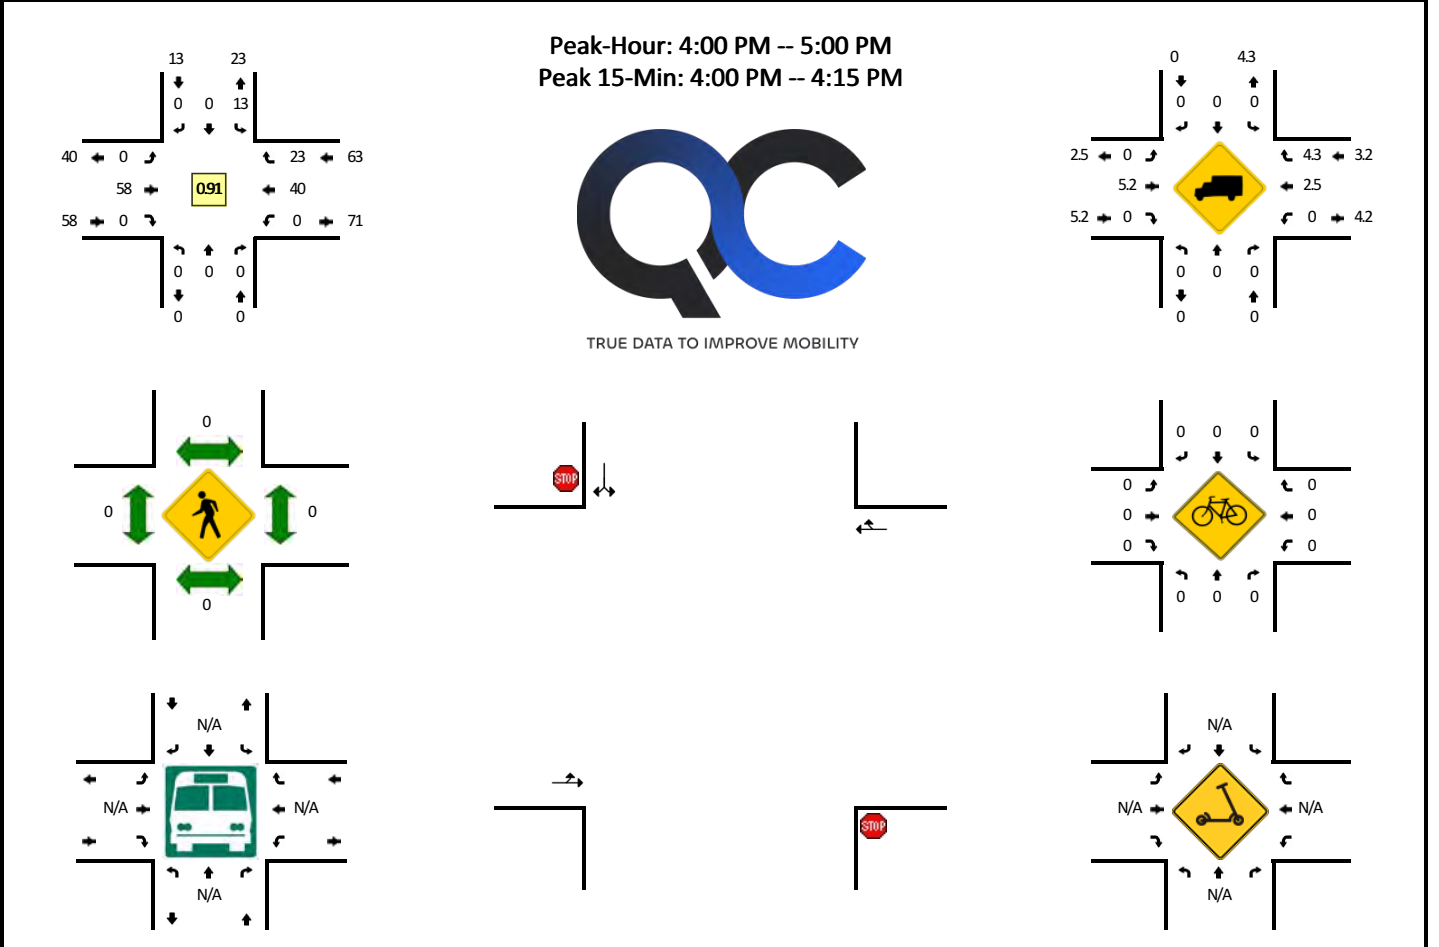 Peak-Hour: 4:00 PM -- 5:00 PM
Peak 15-Min: 4:00 PM -- 4:15 PM
13 23
0 0 13
40 0 23 63
58 0.91 40
58 0 0 71
0 0 0
0 0
QC
TRUE DATA TO IMPROVE MOBILITY
0 4.3
0 0 0
2.5 0 4.3 3.2
5.2 2.5
5.2 0 0 4.2
0 0 0
0 0
0
0 0
0
STOP
STOP
0 0 0
0 0
0 0
0 0
0 0 0
N/A
N/A N/A
N/A
N/A
N/A N/A
N/A